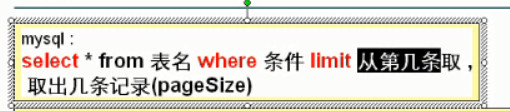 mysql :
select * from 表名 where 条件 limit 从第几条取 ,
取出几条记录(pageSize)